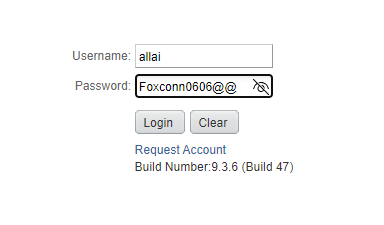 Username: allai
Password: Foxconn0606@@
Login Clear
Request Account
Build Number:9.3.6 (Build 47)